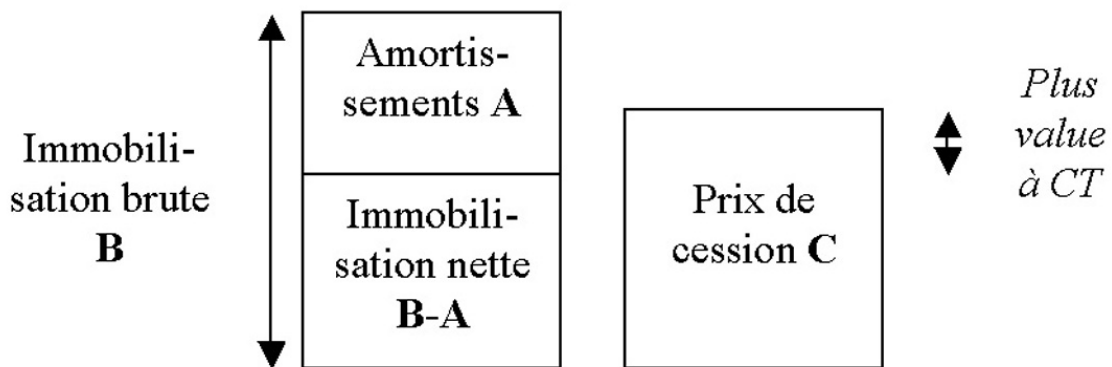 Immobili-
sation brute
B
Amortis-
sements A
Immobili-
sation nette
B-A
Prix de
cession C
Plus
value
à CT